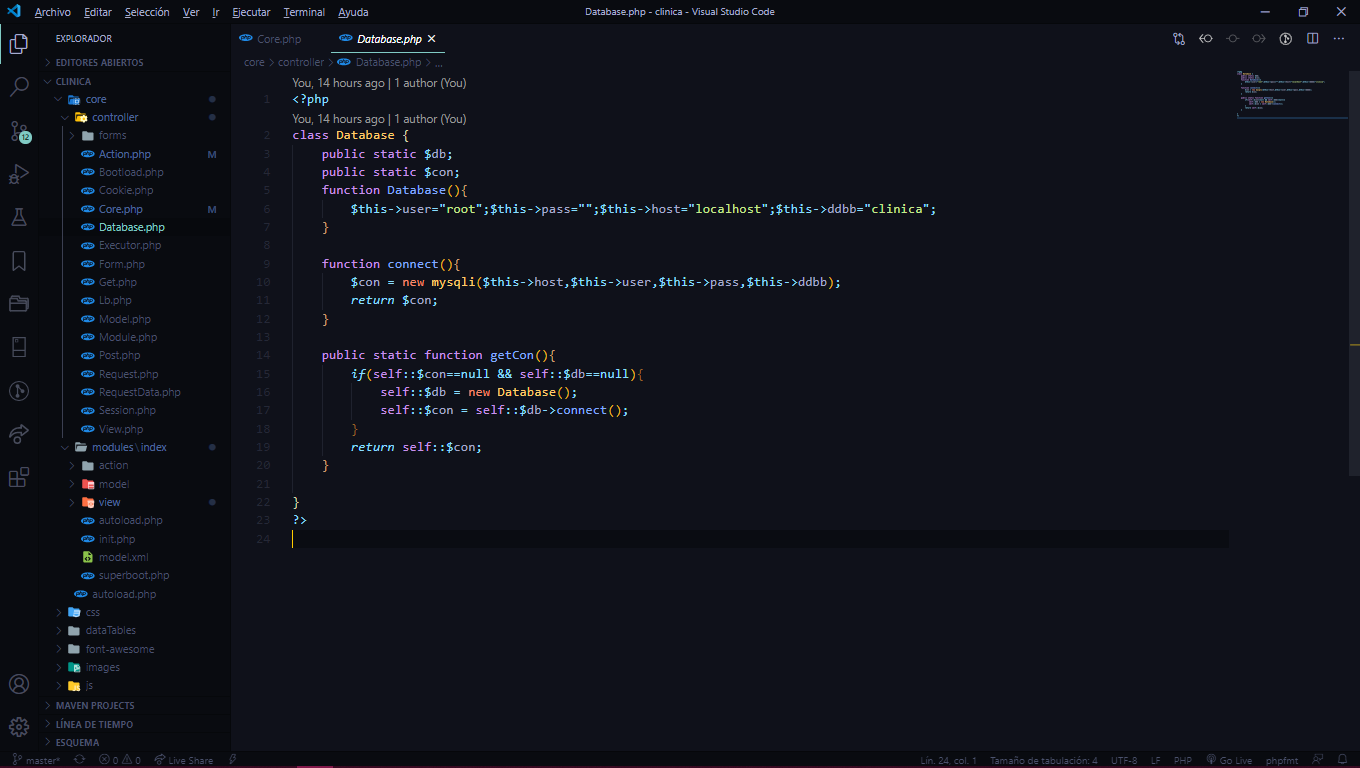 Archivo Editar Selección Ver Ir Ejecutar Terminal Ayuda
Database.php - clinica - Visual Studio Code
EXPLORADOR
EDITORES ABIERTOS
CLINICA
core
controller
forms
Action.php M
Bootload.php
Cookie.php
Core.php M
Database.php
Executor.php
Form.php
Get.php
Lb.php
Model.php
Module.php
Post.php
Request.php
RequestData.php
Session.php
View.php
modules\index
action
model
view
autoload.php
init.php
model.xml
superboot.php
autoload.php
css
dataTables
font-awesome
images
js
MAVEN PROJECTS
LÍNEA DE TIEMPO
ESQUEMA
12
Core.php Database.php
core > controller > Database.php > ...
You, 14 hours ago | 1 author (You)
1 <?php
You, 14 hours ago | 1 author (You)
2 class Database {
3 public static $db;
4 public static $con;
5 function Database(){
6 $this->user="root";$this->pass="";$this->host="localhost";$this->ddbb="clinica";
7 }
8
9 function connect(){
10 $con = new mysqli($this->host,$this->user,$this->pass,$this->ddbb);
11 return $con;
12 }
13
14 public static function getCon(){
15 if(self::$con==null && self::$db==null){
16 self::$db = new Database();
17 self::$con = self::$db->connect();
18 }
19 return self::$con;
20 }
21
22 }
23 ?>
24
master* 0 0 Live Share
Lín. 24, col. 1 Tamaño de tabulación: 4 UTF-8 LF PHP Go Live phpfmt